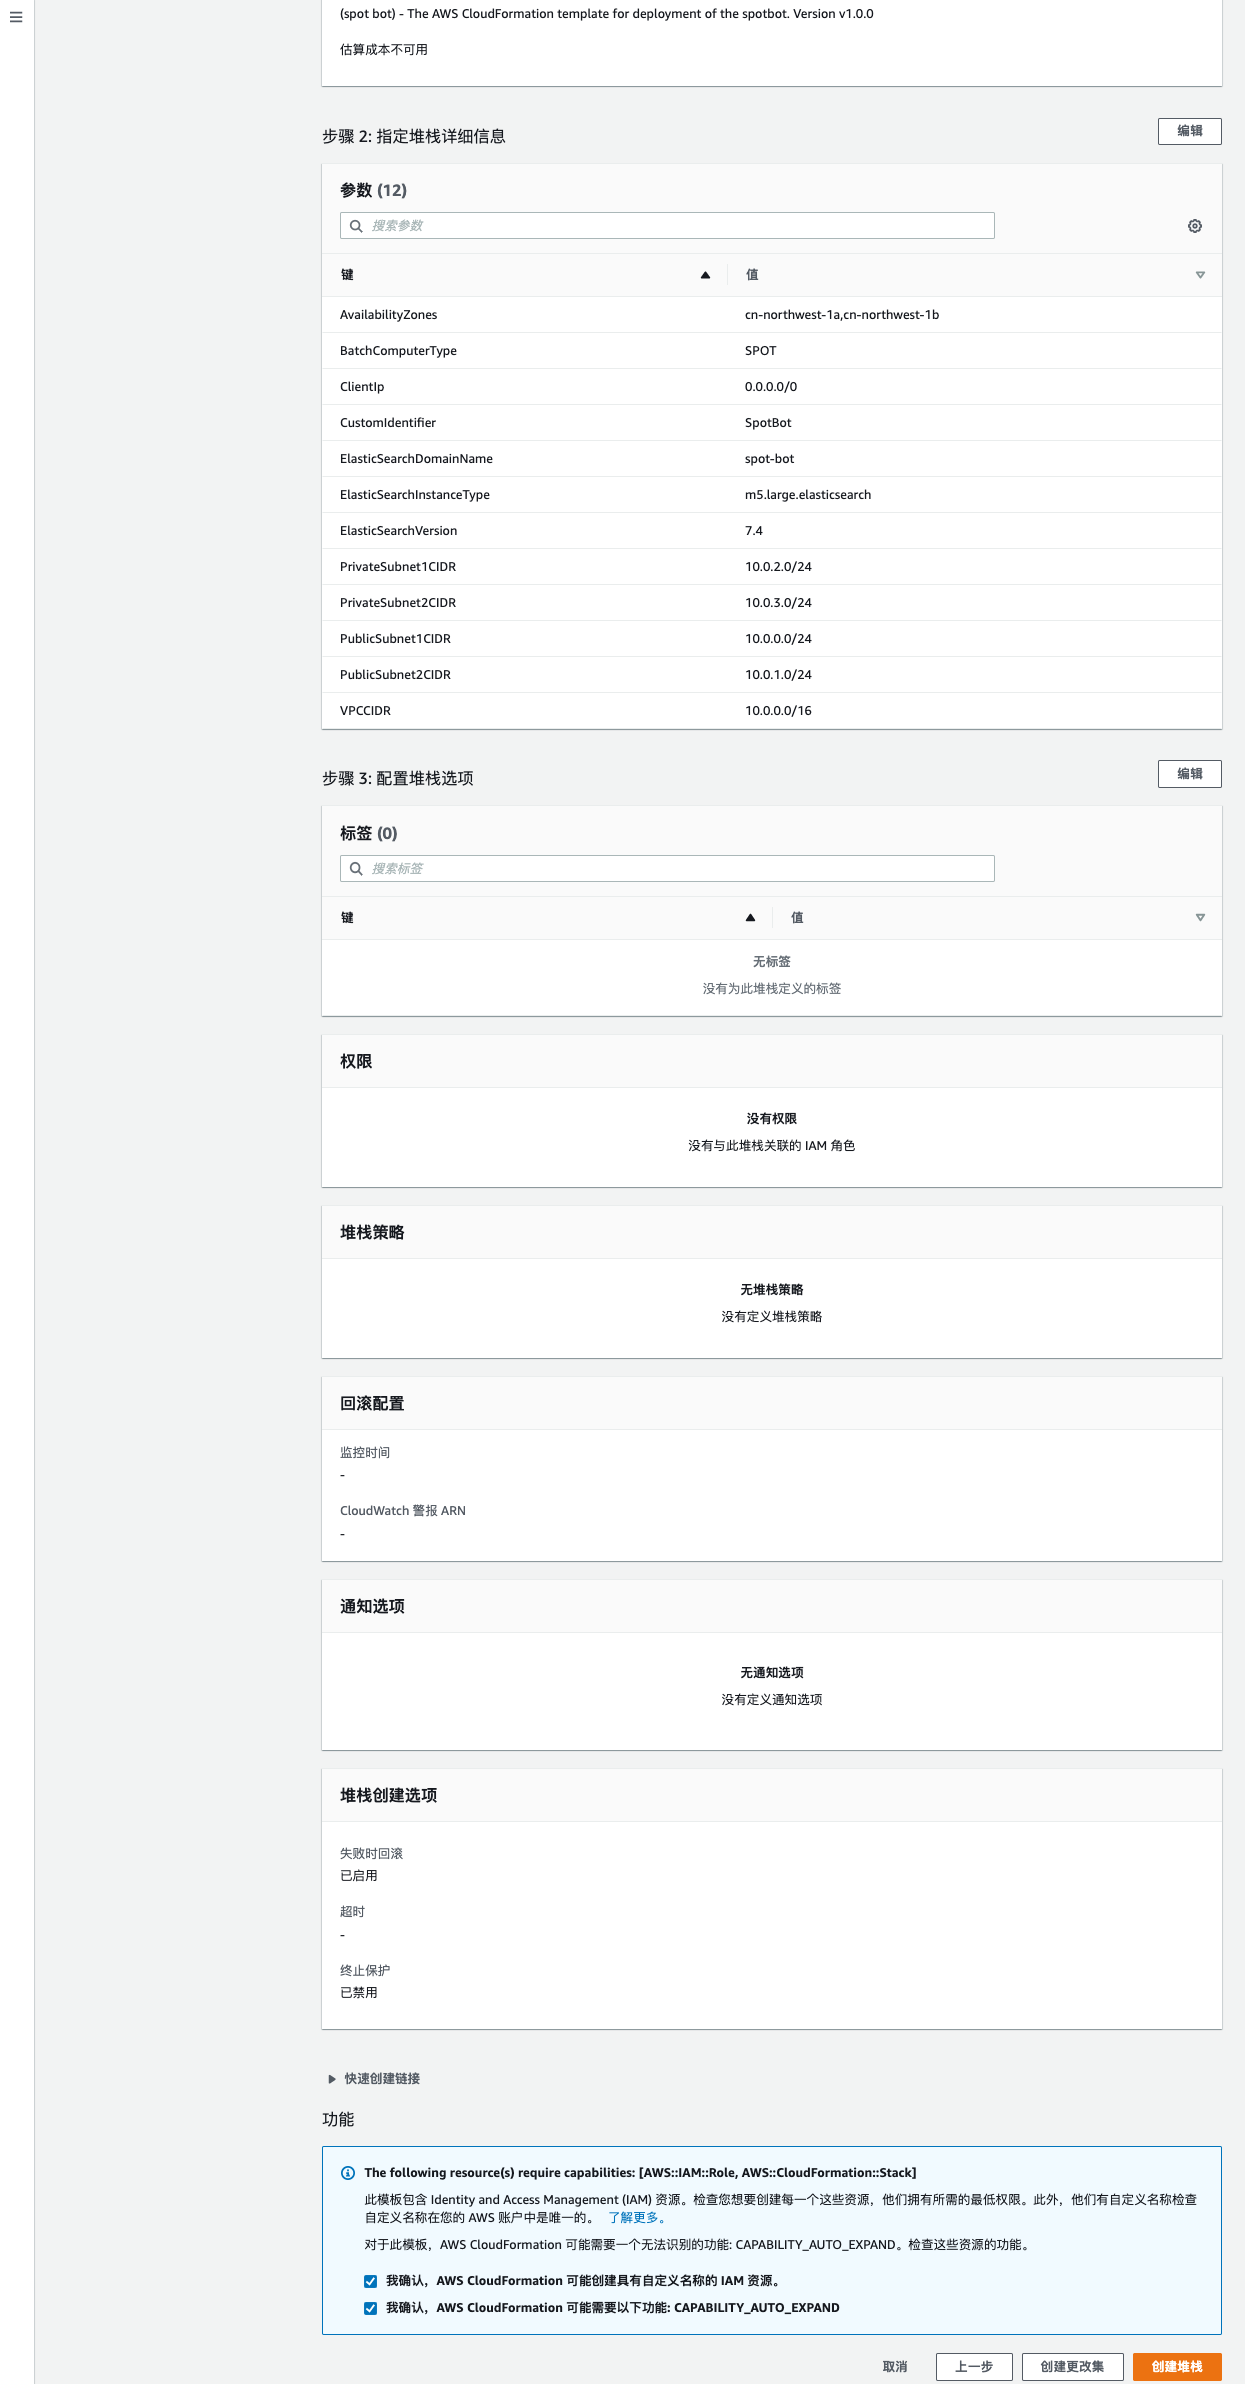 (spot bot) - The AWS CloudFormation template for deployment of the spotbot. Version v1.0.0
估算成本不可用
步骤 2: 指定堆栈详细信息
编辑
参数 (12)
搜索参数
键 值
AvailabilityZones cn-northwest-1a,cn-northwest-1b
BatchComputerType SPOT
ClientIp 0.0.0.0/0
CustomIdentifier SpotBot
ElasticSearchDomainName spot-bot
ElasticSearchInstanceType m5.large.elasticsearch
ElasticSearchVersion 7.4
PrivateSubnet1CIDR 10.0.2.0/24
PrivateSubnet2CIDR 10.0.3.0/24
PublicSubnet1CIDR 10.0.0.0/24
PublicSubnet2CIDR 10.0.1.0/24
VPCCIDR 10.0.0.0/16
步骤 3: 配置堆栈选项
编辑
标签 (0)
搜索标签
键 值
无标签
没有为此堆栈定义的标签
权限
没有权限
没有与此堆栈关联的 IAM 角色
堆栈策略
无堆栈策略
没有定义堆栈策略
回滚配置
监控时间
-
CloudWatch 警报 ARN
-
通知选项
无通知选项
没有定义通知选项
堆栈创建选项
失败时回滚
已启用
超时
-
终止保护
已禁用
快速创建链接
功能
The following resource(s) require capabilities: [AWS::IAM::Role, AWS::CloudFormation::Stack]
此模板包含 Identity and Access Management (IAM) 资源。检查您想要创建每一个这些资源，他们拥有所需的最低权限。此外，他们有自定义名称检查
自定义名称在您的 AWS 账户中是唯一的。 了解更多。
对于此模板，AWS CloudFormation 可能需要一个无法识别的功能: CAPABILITY_AUTO_EXPAND。检查这些资源的功能。
我确认，AWS CloudFormation 可能创建具有自定义名称的 IAM 资源。
我确认，AWS CloudFormation 可能需要以下功能: CAPABILITY_AUTO_EXPAND
取消 上一步 创建更改集 创建堆栈